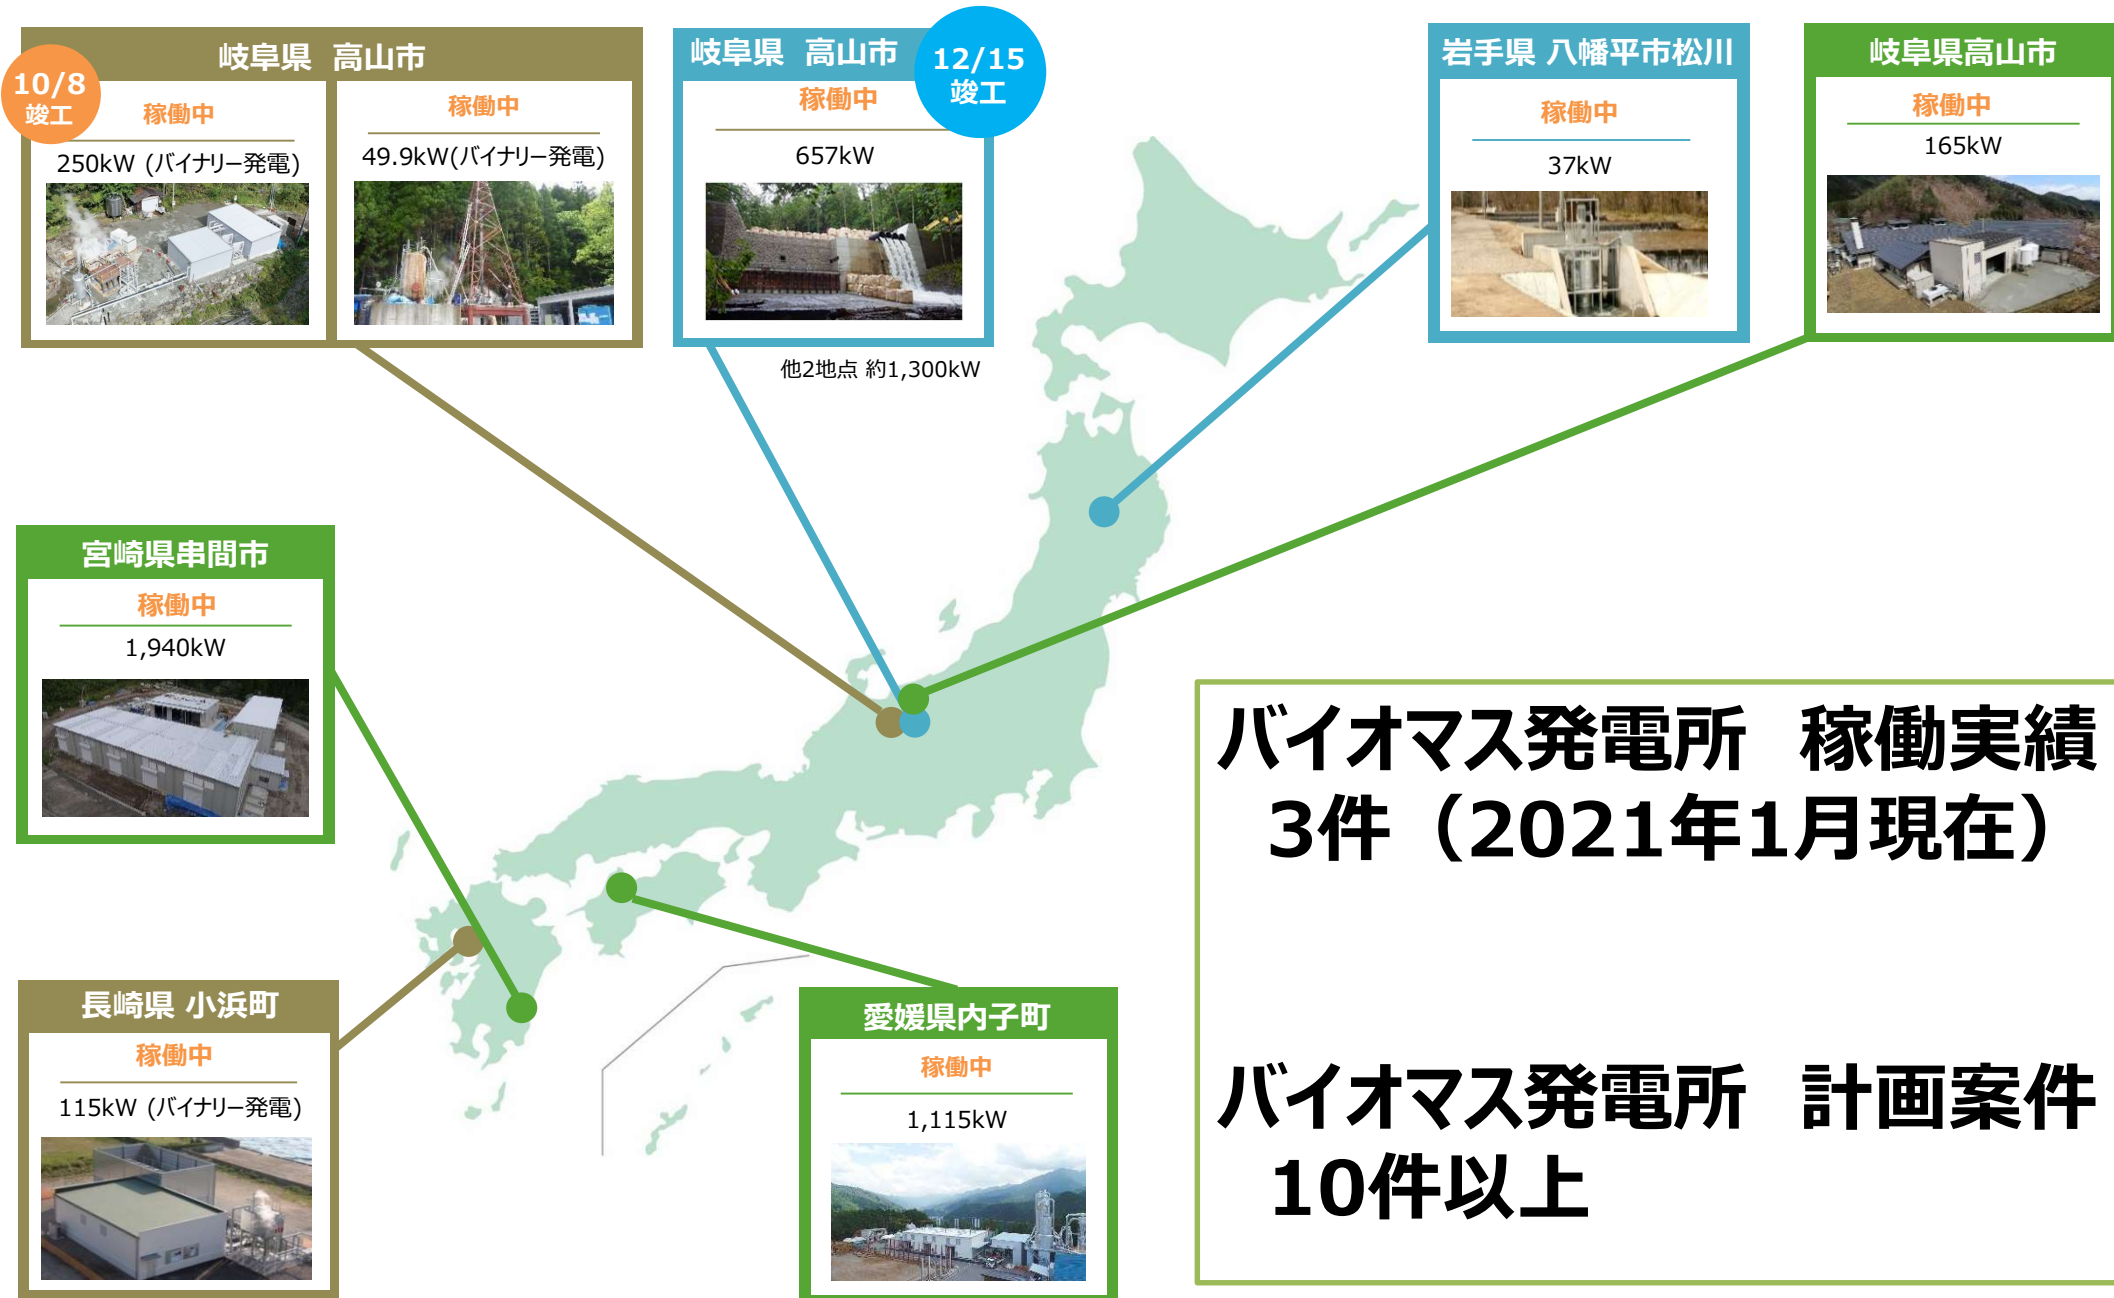 岐阜県 高山市
10/8
竣工
稼働中
250kW (バイナリー発電)
稼働中
49.9kW(バイナリー発電)
岐阜県 高山市
12/15
竣工
稼働中
657kW
他2地点 約1,300kW
岩手県 八幡平市松川
稼働中
37kW
岐阜県高山市
稼働中
165kW
宮崎県串間市
稼働中
1,940kW
長崎県 小浜町
稼働中
115kW (バイナリー発電)
愛媛県内子町
稼働中
1,115kW
バイオマス発電所 稼働実績
3件（2021年1月現在）
バイオマス発電所 計画案件
10件以上